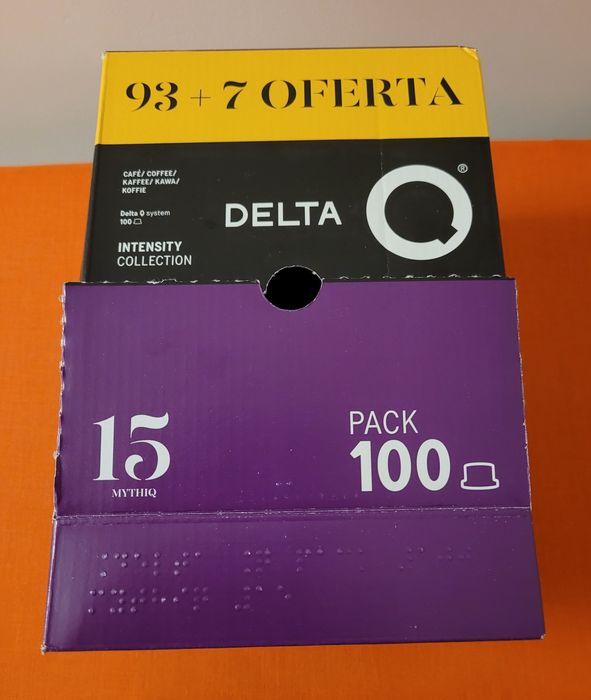 93 + 7 OFERTA
CAFÉ/ COFFEE/
KAFFEE/ KAWA/
KOFFIE
Delta Q system
100
INTENSITY
COLLECTION
DELTA Q®
15
MYTHIQ
PACK
100